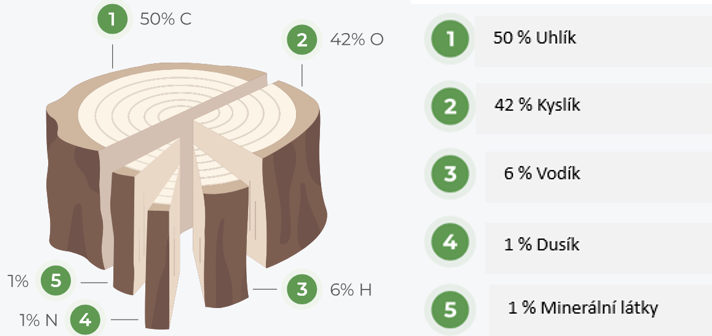 1 50% C
2 42% O
1% 5
1% N 4
3 6% H
1 50 % Uhlík
2 42 % Kyslík
3 6 % Vodík
4 1 % Dusík
5 1 % Minerální látky